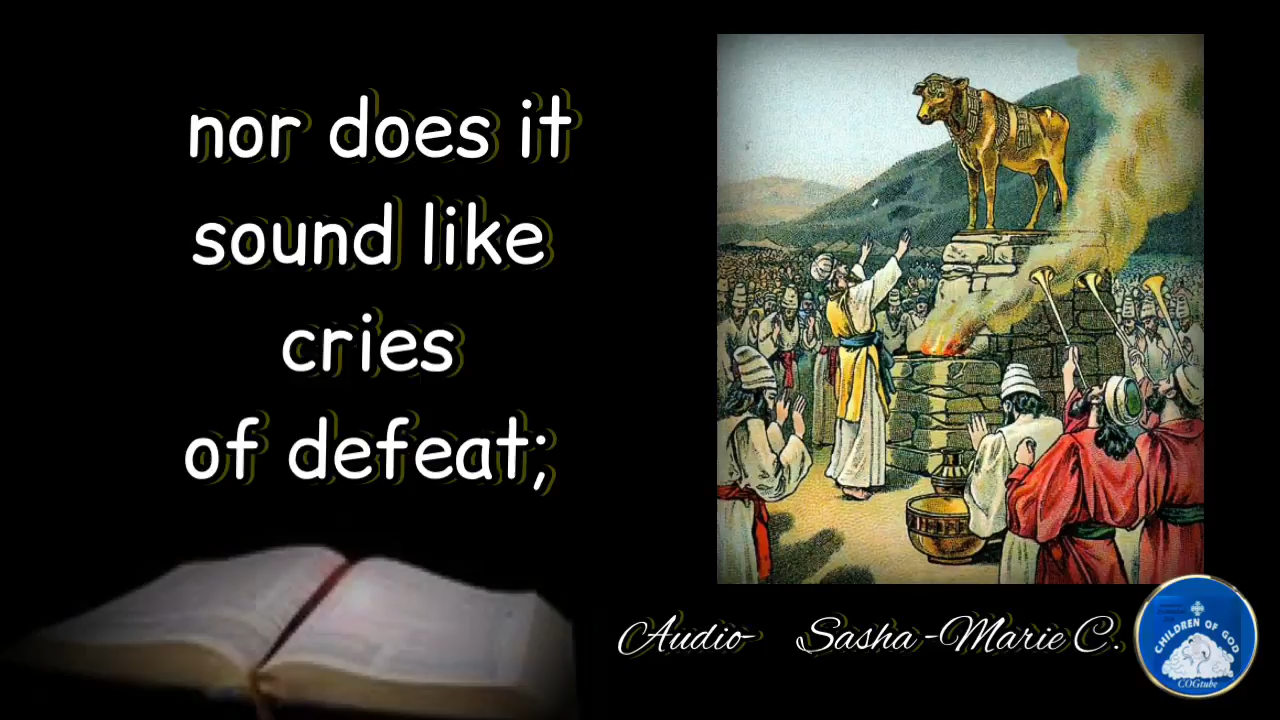 nor does it
sound like
cries
of defeat;
Audio- Sasha-Marie C.
CHILDREN OF GOD
COGtube